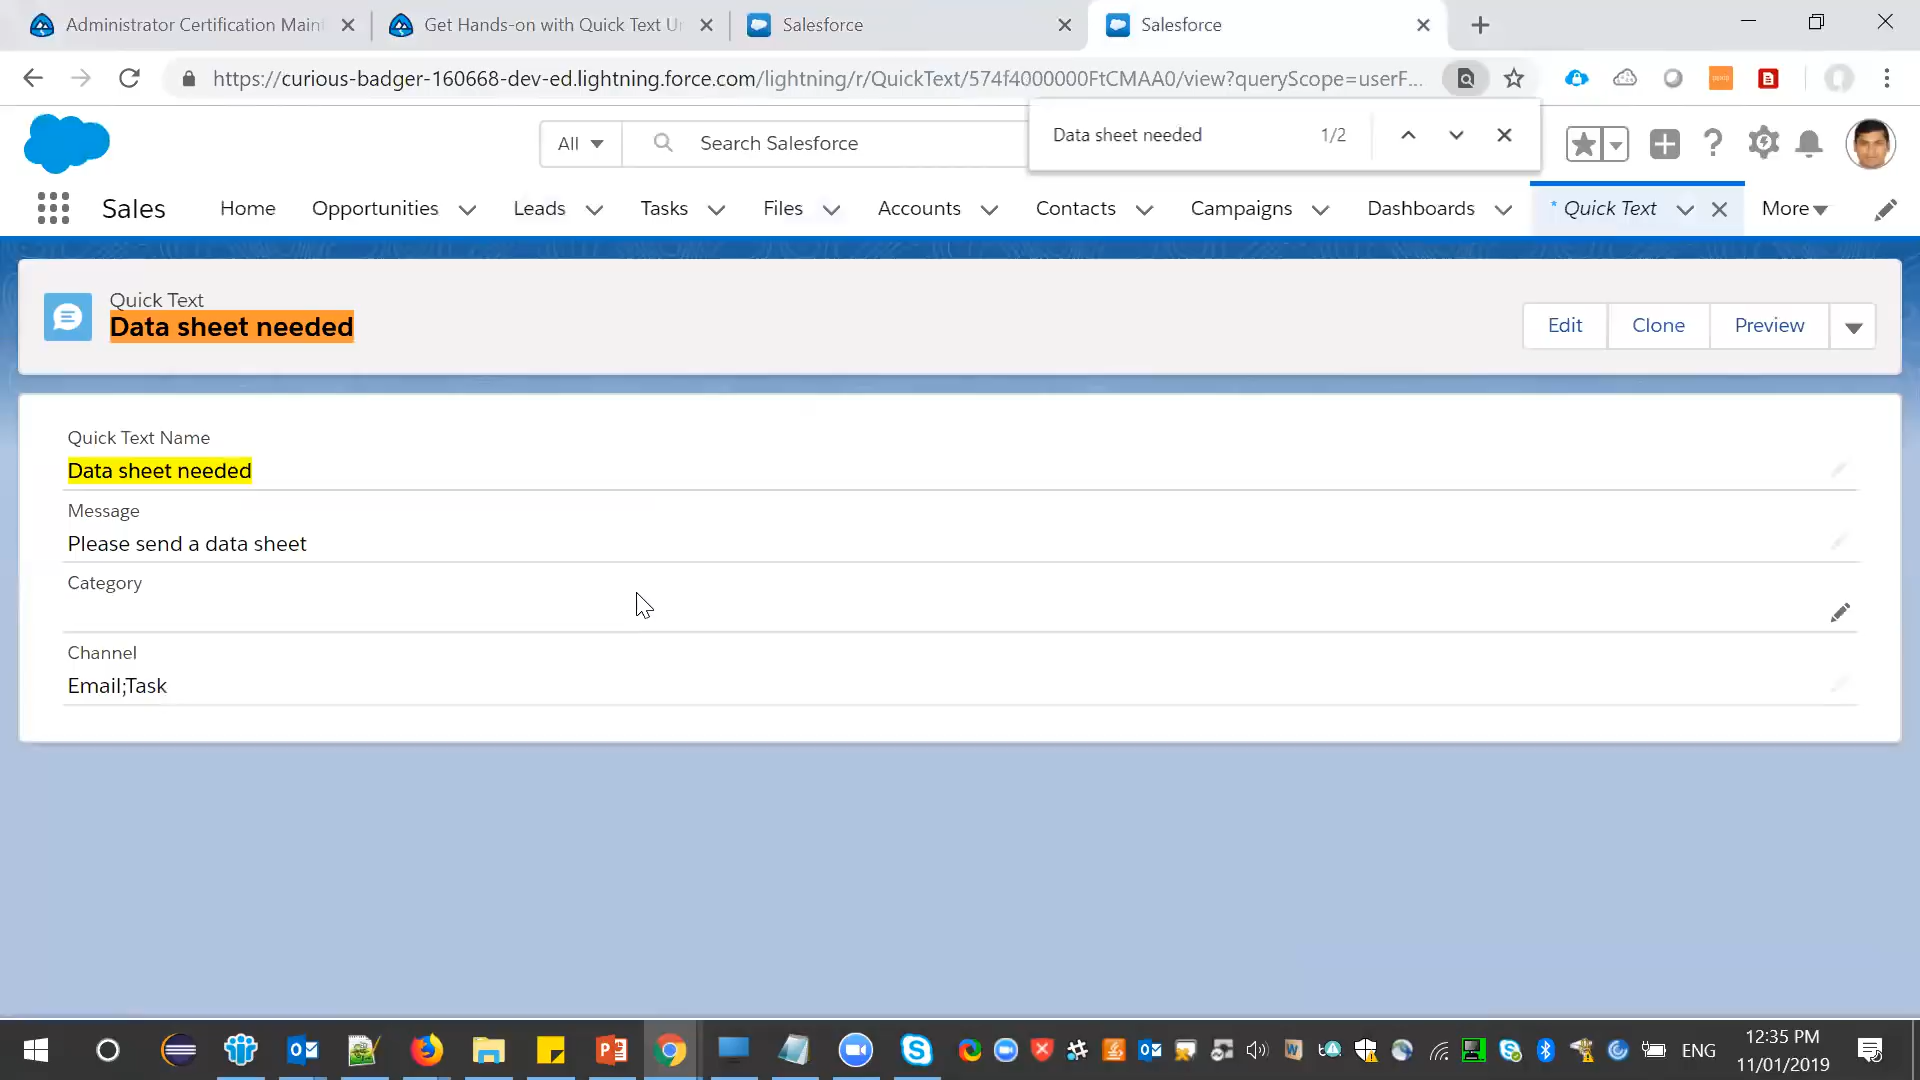 Administrator Certification Maint
Get Hands-on with Quick Text Un
Salesforce
Salesforce
https://curious-badger-160668-dev-ed.lightning.force.com/lightning/r/QuickText/574f4000000FtCMAA0/view?queryScope=userF...
Data sheet needed 1/2
All
Search Salesforce
Sales
Home
Opportunities
Leads
Tasks
Files
Accounts
Contacts
Campaigns
Dashboards
* Quick Text
More
Quick Text
Data sheet needed
Edit
Clone
Preview
Quick Text Name
Data sheet needed
Message
Please send a data sheet
Category
Channel
Email;Task
ENG
12:35 PM
11/01/2019